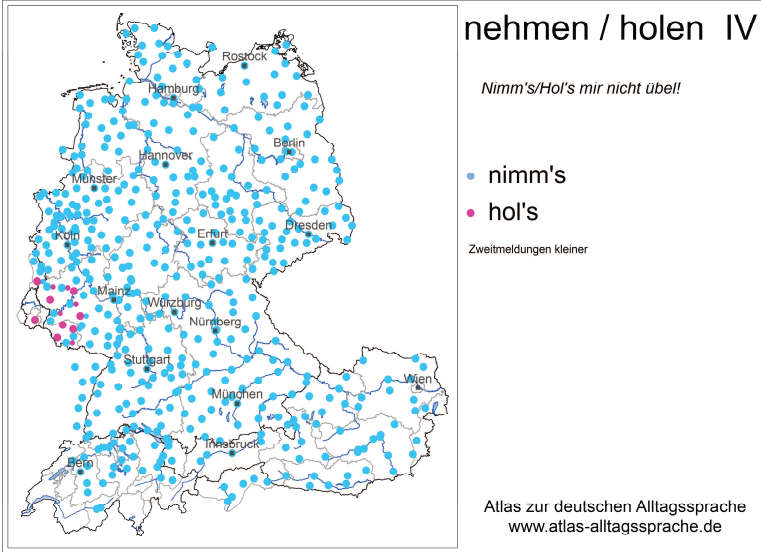 nehmen / holen IV
Nimm's/Hol's mir nicht übel!
nimm's
hol's
Zweitmeldungen kleiner
Rostock
Hamburg
Berlin
Hannover
Münster
Dresden
Erfurt
Köln
Mainz
Würzburg
Nürnberg
Stuttgart
Wien
München
Innsbruck
Bern
Atlas zur deutschen Alltagssprache
www.atlas-alltagssprache.de